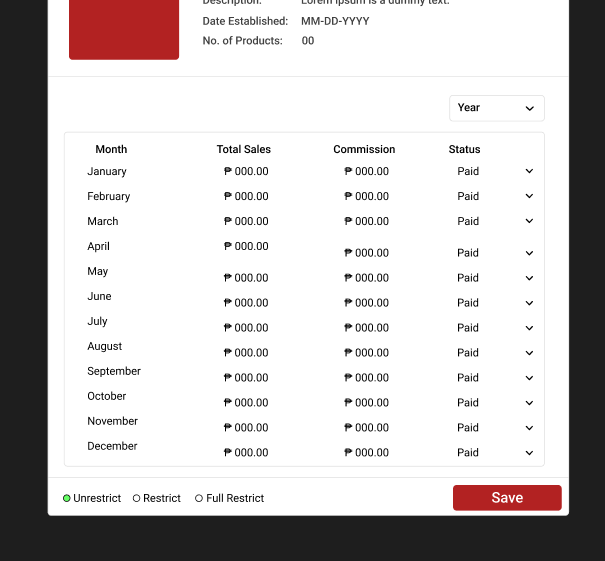 Description: Lorem Ipsum is a dummy text.
Date Established: MM-DD-YYYY
No. of Products: 00
Year
Month Total Sales Commission Status
January ₱ 000.00 ₱ 000.00 Paid
February ₱ 000.00 ₱ 000.00 Paid
March ₱ 000.00 ₱ 000.00 Paid
April ₱ 000.00 ₱ 000.00 Paid
May ₱ 000.00 ₱ 000.00 Paid
June ₱ 000.00 ₱ 000.00 Paid
July ₱ 000.00 ₱ 000.00 Paid
August ₱ 000.00 ₱ 000.00 Paid
September ₱ 000.00 ₱ 000.00 Paid
October ₱ 000.00 ₱ 000.00 Paid
November ₱ 000.00 ₱ 000.00 Paid
December ₱ 000.00 ₱ 000.00 Paid
Unrestrict Restrict Full Restrict Save